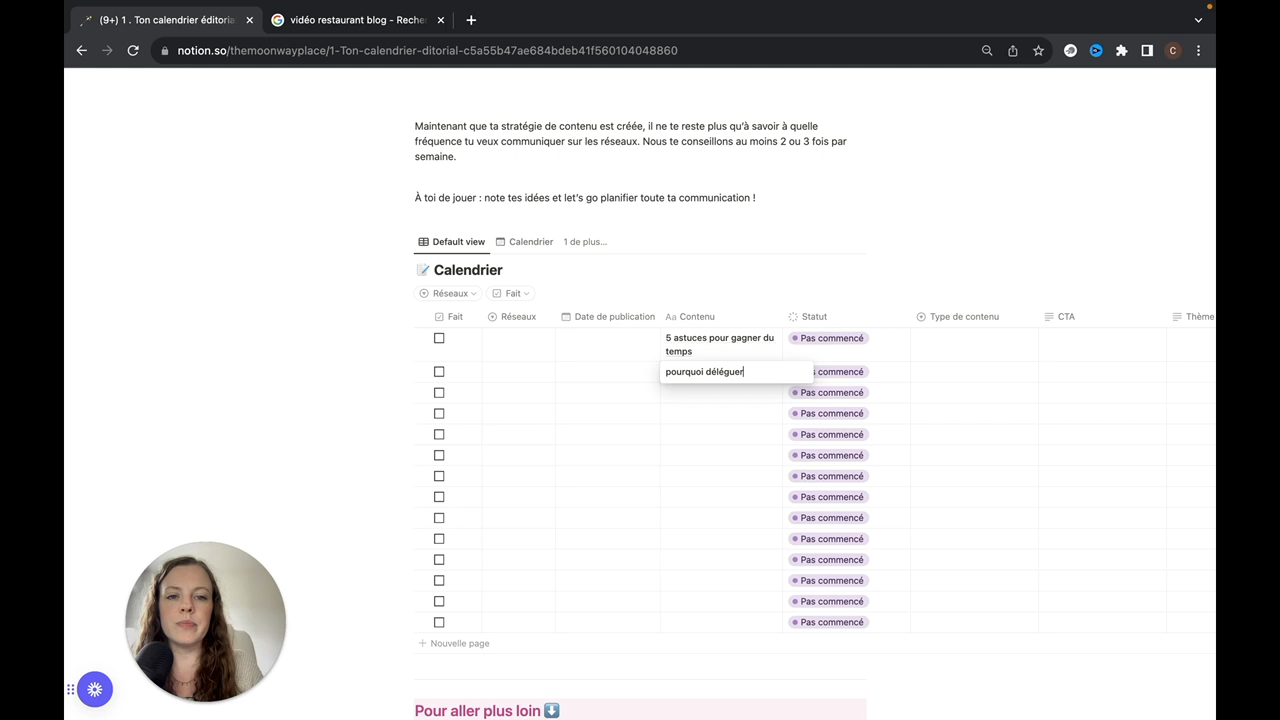 (9+) 1 . Ton calendrier éditoria
vidéo restaurant blog - Recher
notion.so/themoonwayplace/1-Ton-calendrier-ditorial-c5a55b47ae684bdeb41f560104048860
C
Maintenant que ta stratégie de contenu est créée, il ne te reste plus qu'à savoir à quelle
fréquence tu veux communiquer sur les réseaux. Nous te conseillons au moins 2 ou 3 fois par
semaine.
À toi de jouer : note tes idées et let's go planifier toute ta communication !
Default view Calendrier 1 de plus...
Calendrier
Réseaux Fait
Fait Réseaux Date de publication Aa Contenu Statut Type de contenu CTA Thème
5 astuces pour gagner du Pas commencé
temps
pourquoi déléguer s commencé
Pas commencé
Pas commencé
Pas commencé
Pas commencé
Pas commencé
Pas commencé
Pas commencé
Pas commencé
Pas commencé
Pas commencé
Pas commencé
Pas commencé
Nouvelle page
Pour aller plus loin